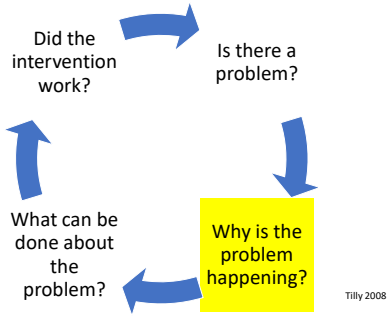 Did the
intervention
work?
Is there a
problem?
What can be
done about
the
problem?
Why is the
problem
happening?
Tilly 2008